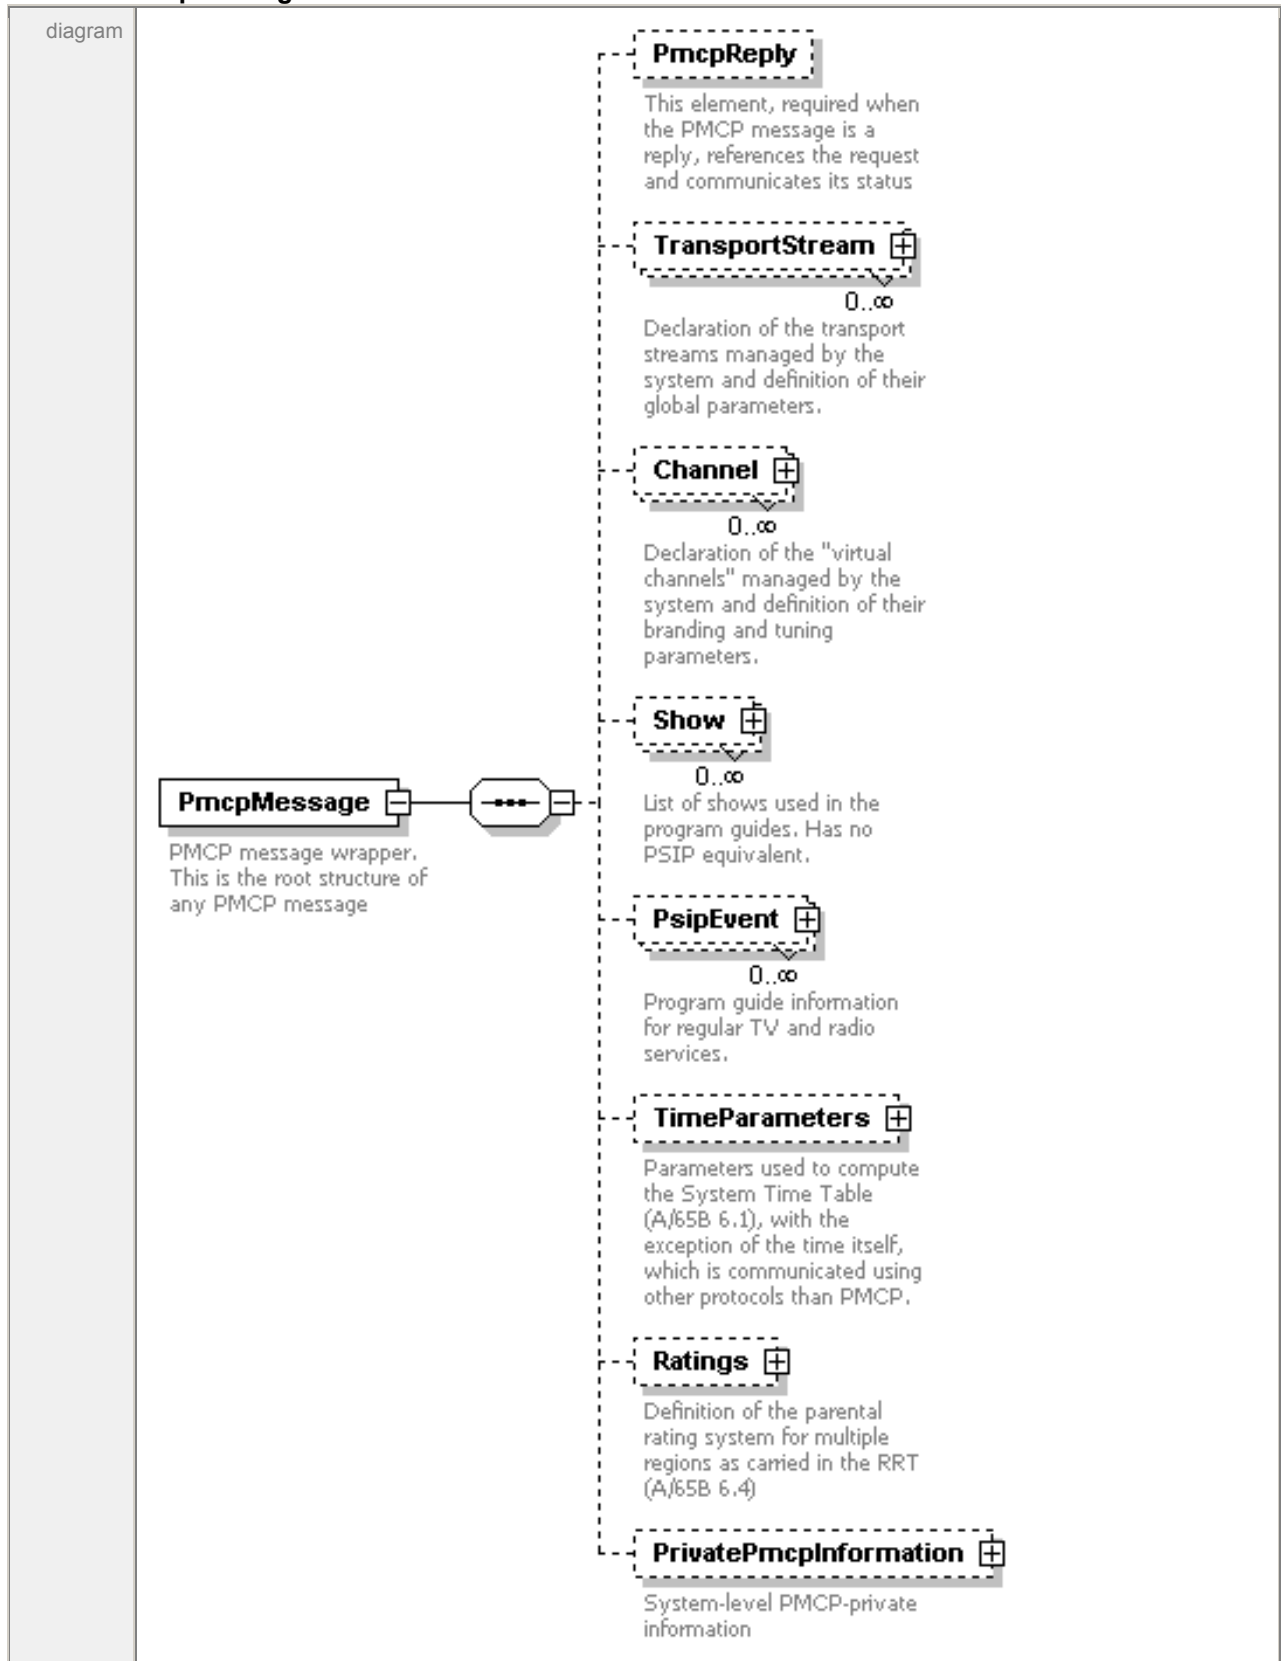 diagram
PmcpReply
This element, required when
the PMCP message is a
reply, references the request
and communicates its status
TransportStream
0..∞
Declaration of the transport
streams managed by the
system and definition of their
global parameters.
Channel
0..∞
Declaration of the "virtual
channels" managed by the
system and definition of their
branding and tuning
parameters.
Show
0..∞
List of shows used in the
program guides. Has no
PSIP equivalent.
PmcpMessage
PMCP message wrapper.
This is the root structure of
any PMCP message
PsipEvent
0..∞
Program guide information
for regular TV and radio
services.
TimeParameters
Parameters used to compute
the System Time Table
(A/65B 6.1), with the
exception of the time itself,
which is communicated using
other protocols than PMCP.
Ratings
Definition of the parental
rating system for multiple
regions as carried in the RRT
(A/65B 6.4)
PrivatePmcpInformation
System-level PMCP-private
information